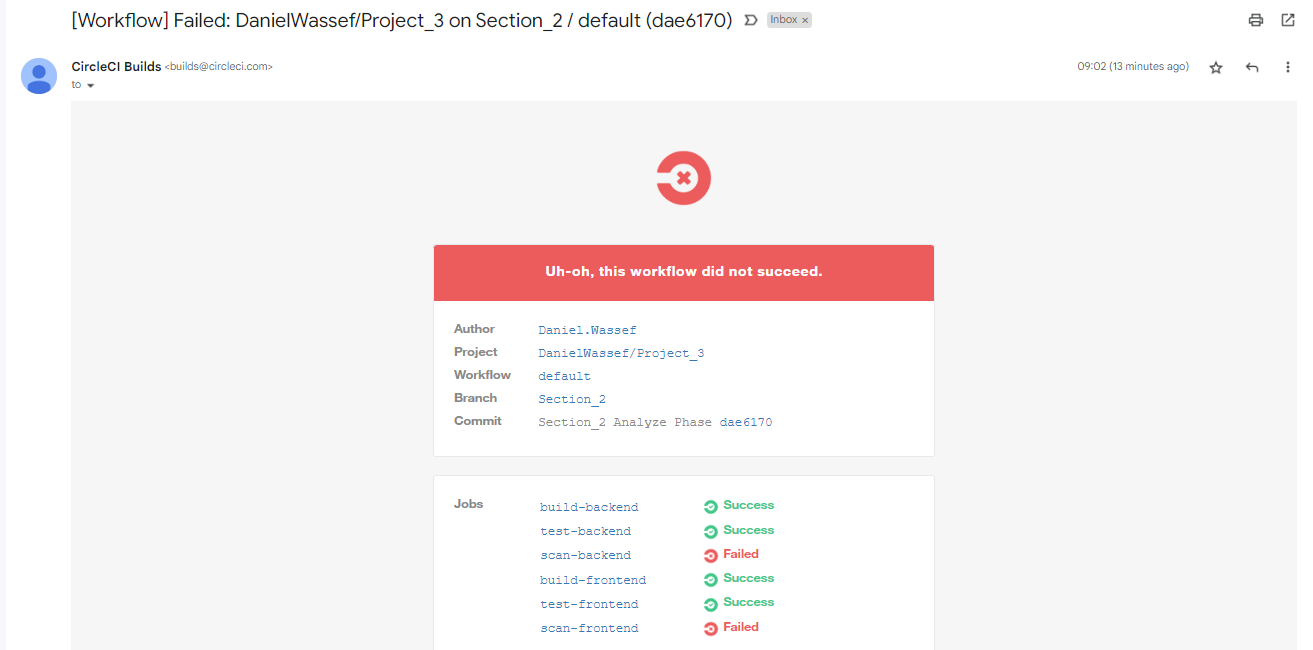 [Workflow] Failed: DanielWassef/Project_3 on Section_2 / default (dae6170) Inbox ×
CircleCI Builds <builds@circleci.com> 09:02 (13 minutes ago)
to
Uh-oh, this workflow did not succeed.
Author Daniel.Wassef
Project DanielWassef/Project_3
Workflow default
Branch Section_2
Commit Section_2 Analyze Phase dae6170
Jobs build-backend Success
test-backend Success
scan-backend Failed
build-frontend Success
test-frontend Success
scan-frontend Failed